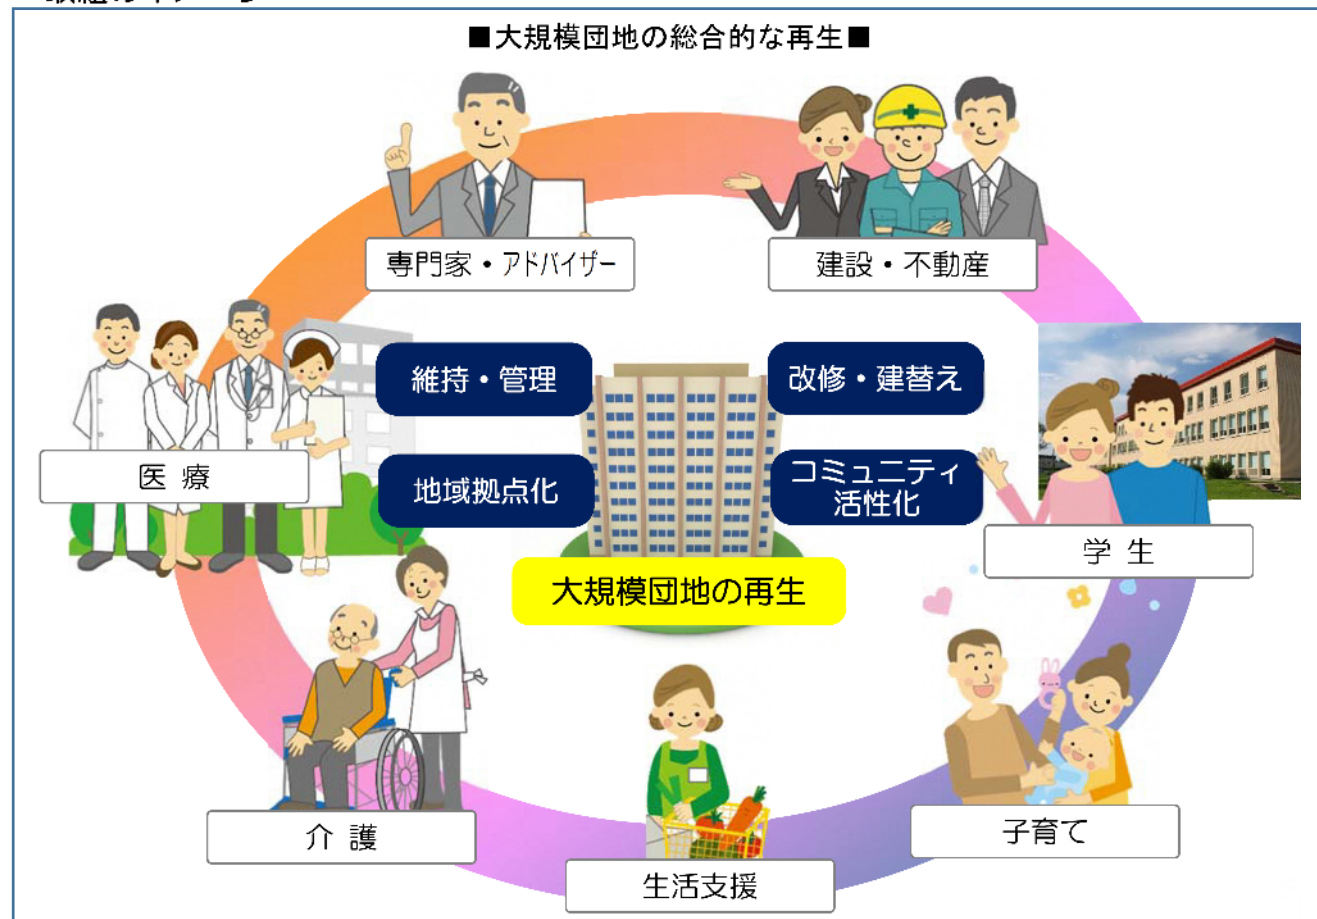 ■大規模団地の総合的な再生■
専門家・アドバイザー
建設・不動産
維持・管理
改修・建替え
医療
地域拠点化
コミュニティ
活性化
学生
大規模団地の再生
介護
子育て
生活支援